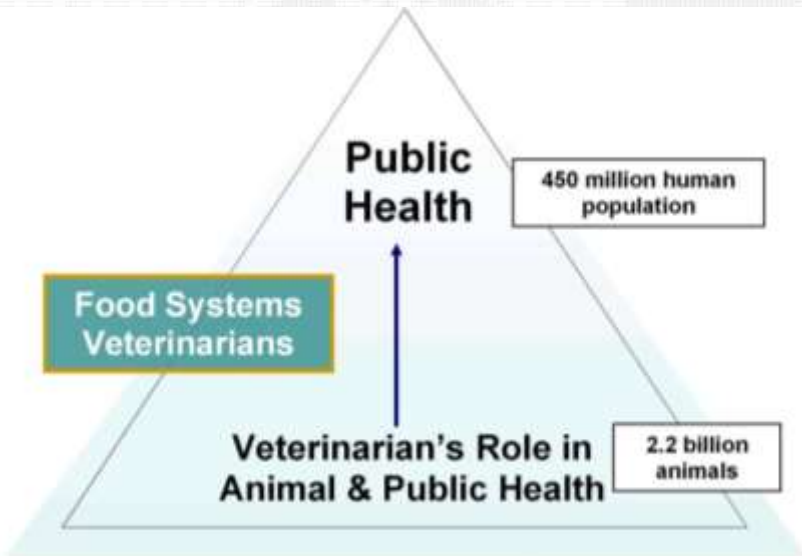 Public
Health
450 million human
population
Food Systems
Veterinarians
Veterinarian's Role in
Animal & Public Health
2.2 billion
animals